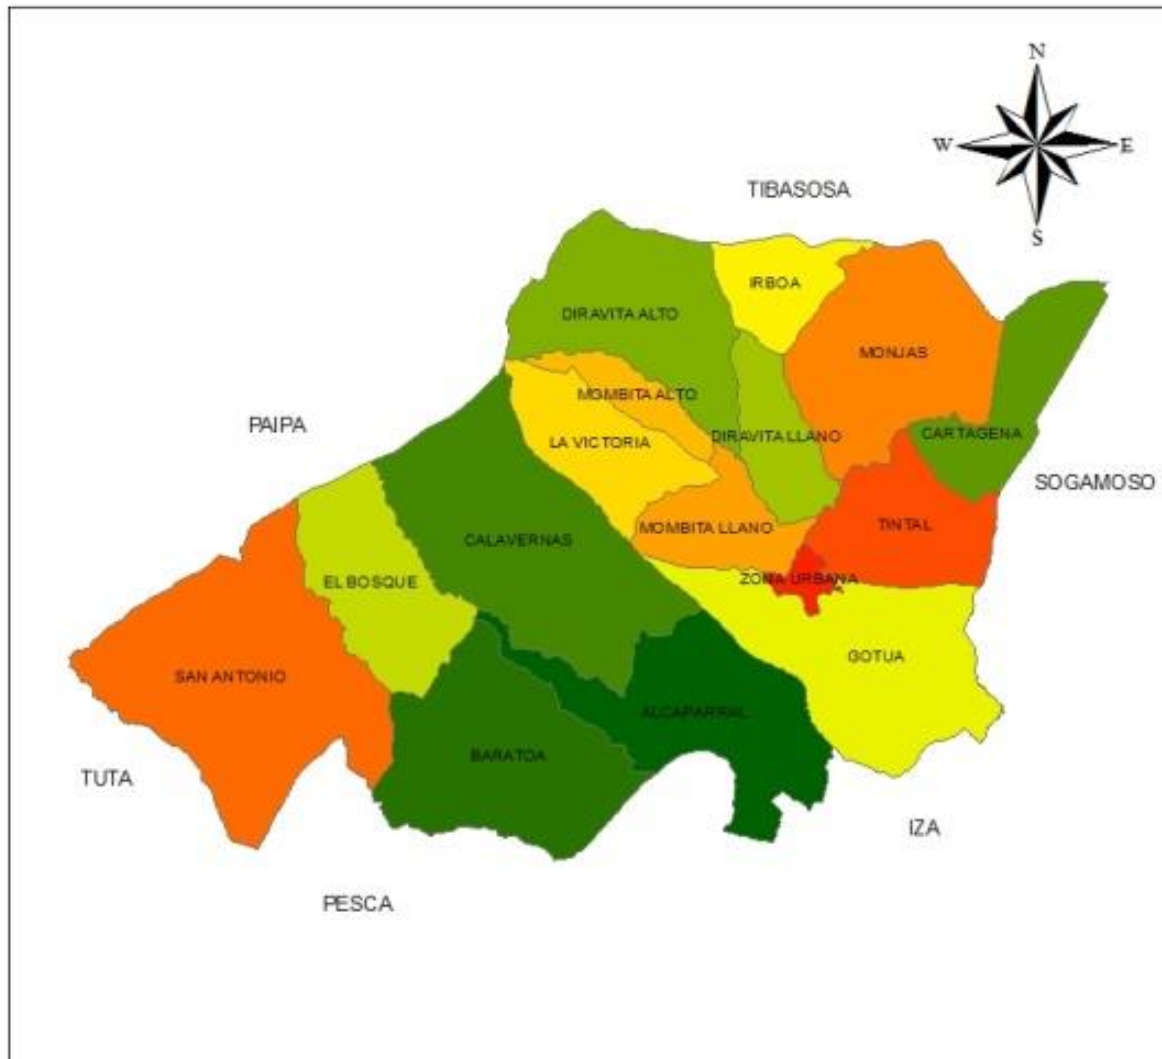 N
W
E
S
TIBASOSA
IRBOA
DIRAVITA ALTO
MONJAS
MOMBITA ALTO
PAIPA
CARTAGENA
DIRAVITA LLANO
LA VICTORIA
SOGAMOSO
TINTAL
MOMBITA LLANO
CALAVERNAS
ZONA URBANA
EL BOSQUE
GOTUA
SAN ANTONIO
ALCAPARRAL
BARATOA
TUTA
IZA
PESCA